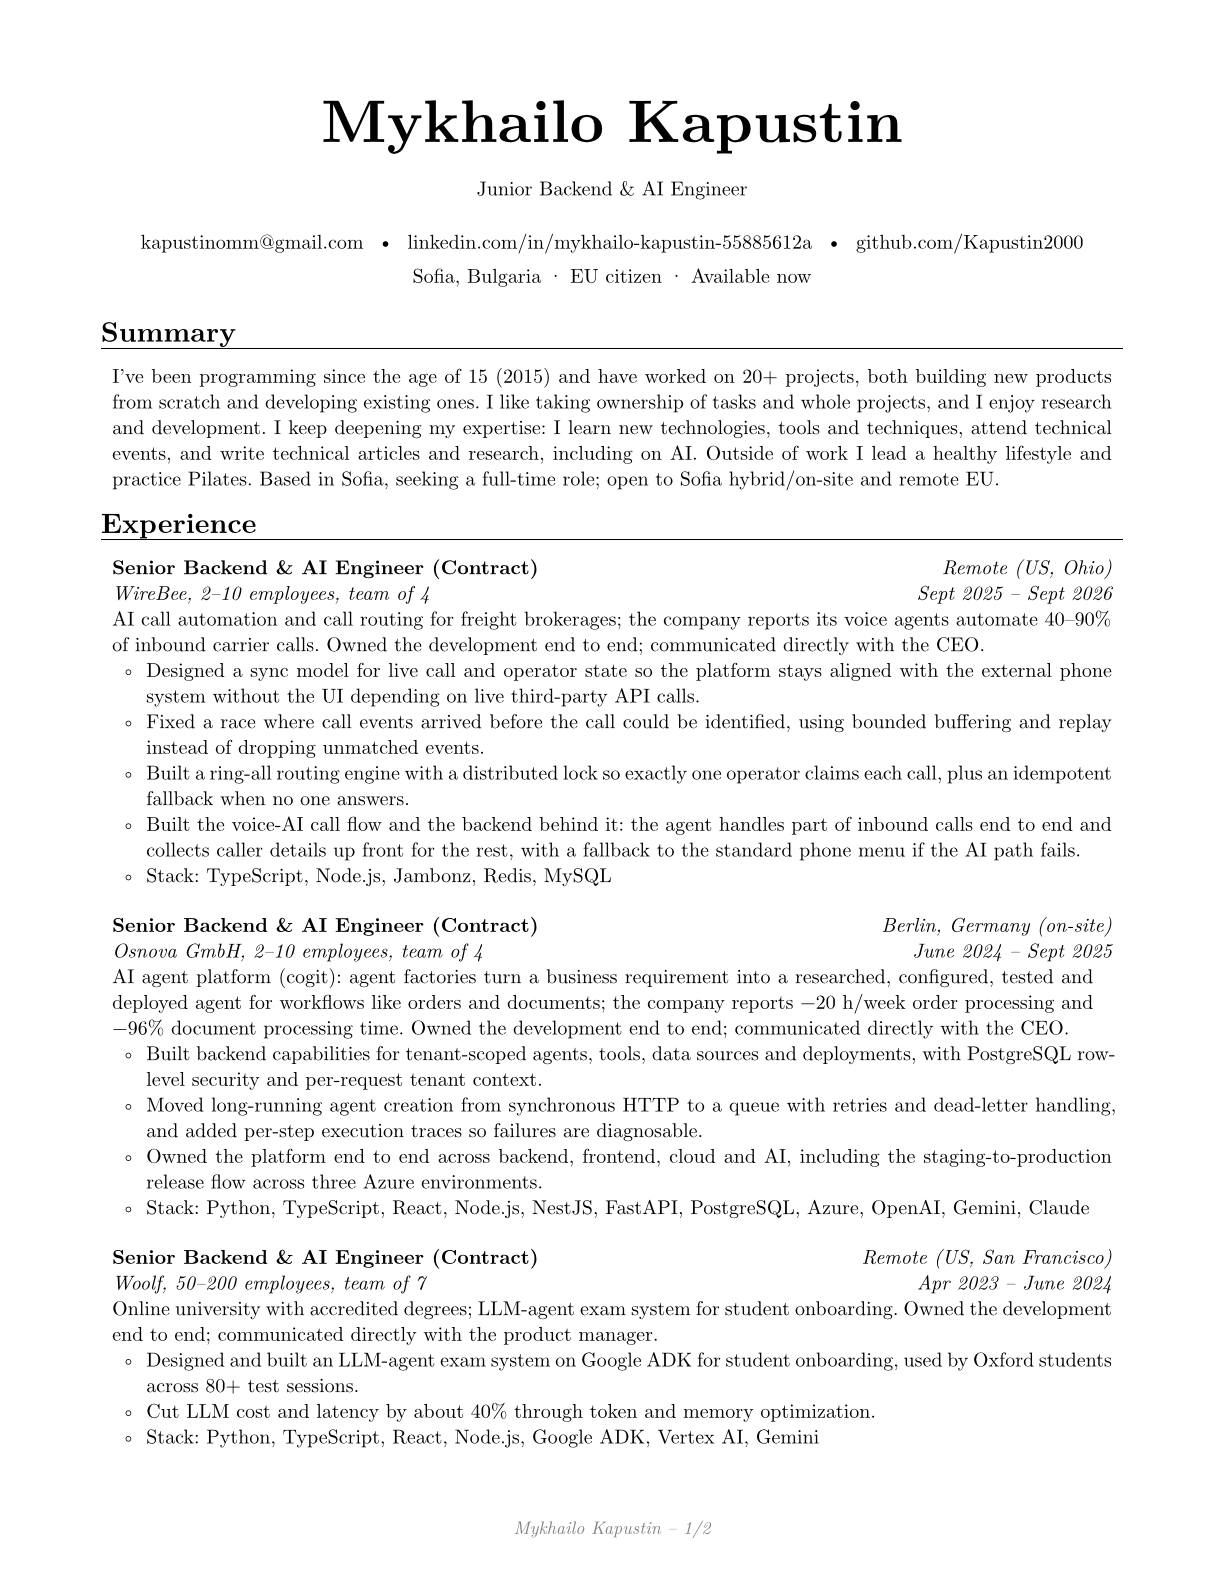 Mykhailo Kapustin
Junior Backend & AI Engineer
kapustinomm@gmail.com • linkedin.com/in/mykhailo-kapustin-55885612a • github.com/Kapustin2000
Sofia, Bulgaria · EU citizen · Available now
Summary
I've been programming since the age of 15 (2015) and have worked on 20+ projects, both building new products
from scratch and developing existing ones. I like taking ownership of tasks and whole projects, and I enjoy research
and development. I keep deepening my expertise: I learn new technologies, tools and techniques, attend technical
events, and write technical articles and research, including on AI. Outside of work I lead a healthy lifestyle and
practice Pilates. Based in Sofia, seeking a full-time role; open to Sofia hybrid/on-site and remote EU.
Experience
Senior Backend & AI Engineer (Contract) Remote (US, Ohio)
WireBee, 2–10 employees, team of 4 Sept 2025 – Sept 2026
AI call automation and call routing for freight brokerages; the company reports its voice agents automate 40–90%
of inbound carrier calls. Owned the development end to end; communicated directly with the CEO.
◦ Designed a sync model for live call and operator state so the platform stays aligned with the external phone
system without the UI depending on live third-party API calls.
◦ Fixed a race where call events arrived before the call could be identified, using bounded buffering and replay
instead of dropping unmatched events.
◦ Built a ring-all routing engine with a distributed lock so exactly one operator claims each call, plus an idempotent
fallback when no one answers.
◦ Built the voice-AI call flow and the backend behind it: the agent handles part of inbound calls end to end and
collects caller details up front for the rest, with a fallback to the standard phone menu if the AI path fails.
◦ Stack: TypeScript, Node.js, Jambonz, Redis, MySQL
Senior Backend & AI Engineer (Contract) Berlin, Germany (on-site)
Osnova GmbH, 2–10 employees, team of 4 June 2024 – Sept 2025
AI agent platform (cogit): agent factories turn a business requirement into a researched, configured, tested and
deployed agent for workflows like orders and documents; the company reports −20 h/week order processing and
−96% document processing time. Owned the development end to end; communicated directly with the CEO.
◦ Built backend capabilities for tenant-scoped agents, tools, data sources and deployments, with PostgreSQL row-
level security and per-request tenant context.
◦ Moved long-running agent creation from synchronous HTTP to a queue with retries and dead-letter handling,
and added per-step execution traces so failures are diagnosable.
◦ Owned the platform end to end across backend, frontend, cloud and AI, including the staging-to-production
release flow across three Azure environments.
◦ Stack: Python, TypeScript, React, Node.js, NestJS, FastAPI, PostgreSQL, Azure, OpenAI, Gemini, Claude
Senior Backend & AI Engineer (Contract) Remote (US, San Francisco)
Woolf, 50–200 employees, team of 7 Apr 2023 – June 2024
Online university with accredited degrees; LLM-agent exam system for student onboarding. Owned the development
end to end; communicated directly with the product manager.
◦ Designed and built an LLM-agent exam system on Google ADK for student onboarding, used by Oxford students
across 80+ test sessions.
◦ Cut LLM cost and latency by about 40% through token and memory optimization.
◦ Stack: Python, TypeScript, React, Node.js, Google ADK, Vertex AI, Gemini
Mykhailo Kapustin – 1/2